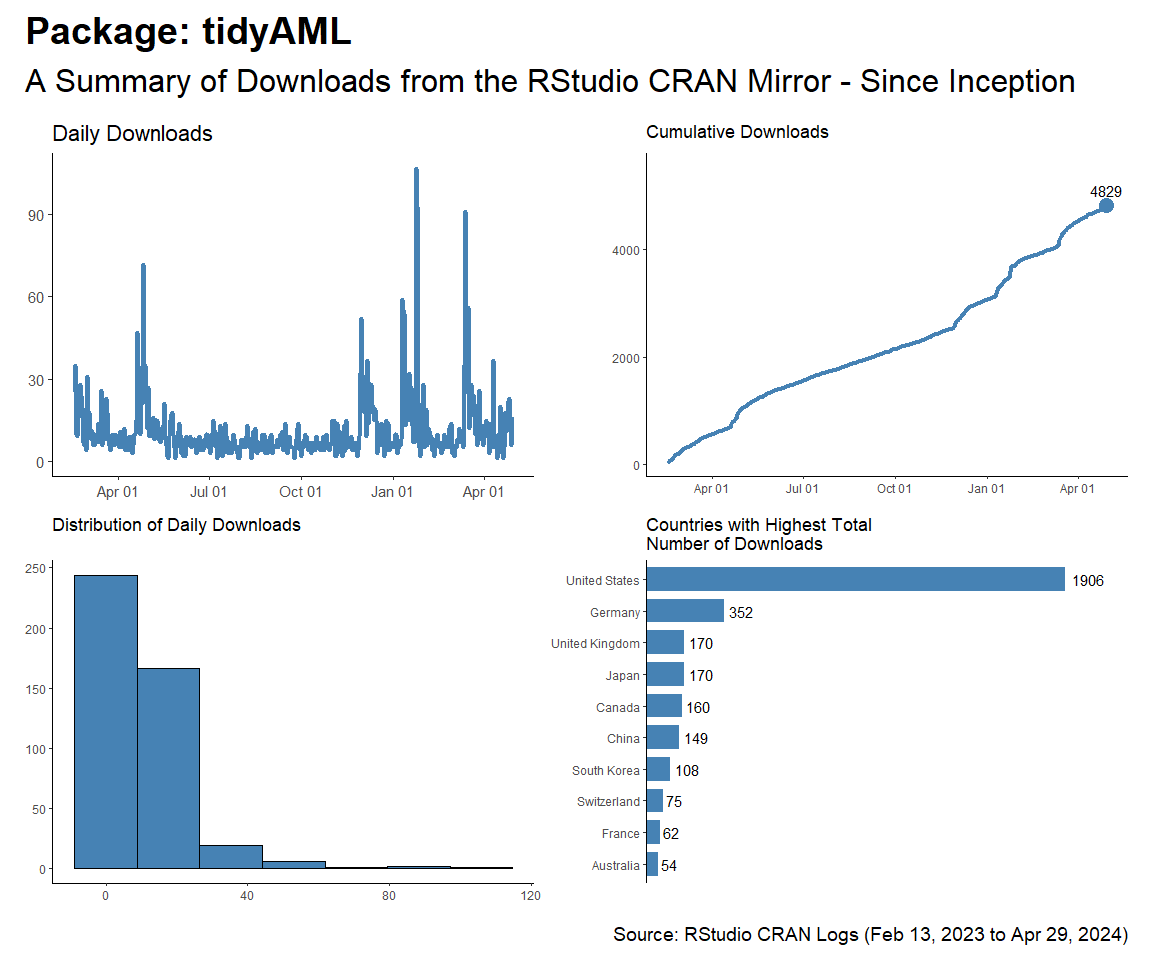 Package: tidyAML
A Summary of Downloads from the RStudio CRAN Mirror - Since Inception
Daily Downloads
90
60
30
0
Apr 01 Jul 01 Oct 01 Jan 01 Apr 01
Cumulative Downloads
4829
4000
2000
0
Apr 01 Jul 01 Oct 01 Jan 01 Apr 01
Distribution of Daily Downloads
250
200
150
100
50
0
0 40 80 120
Countries with Highest Total
Number of Downloads
United States 1906
Germany 352
United Kingdom 170
Japan 170
Canada 160
China 149
South Korea 108
Switzerland 75
France 62
Australia 54
Source: RStudio CRAN Logs (Feb 13, 2023 to Apr 29, 2024)